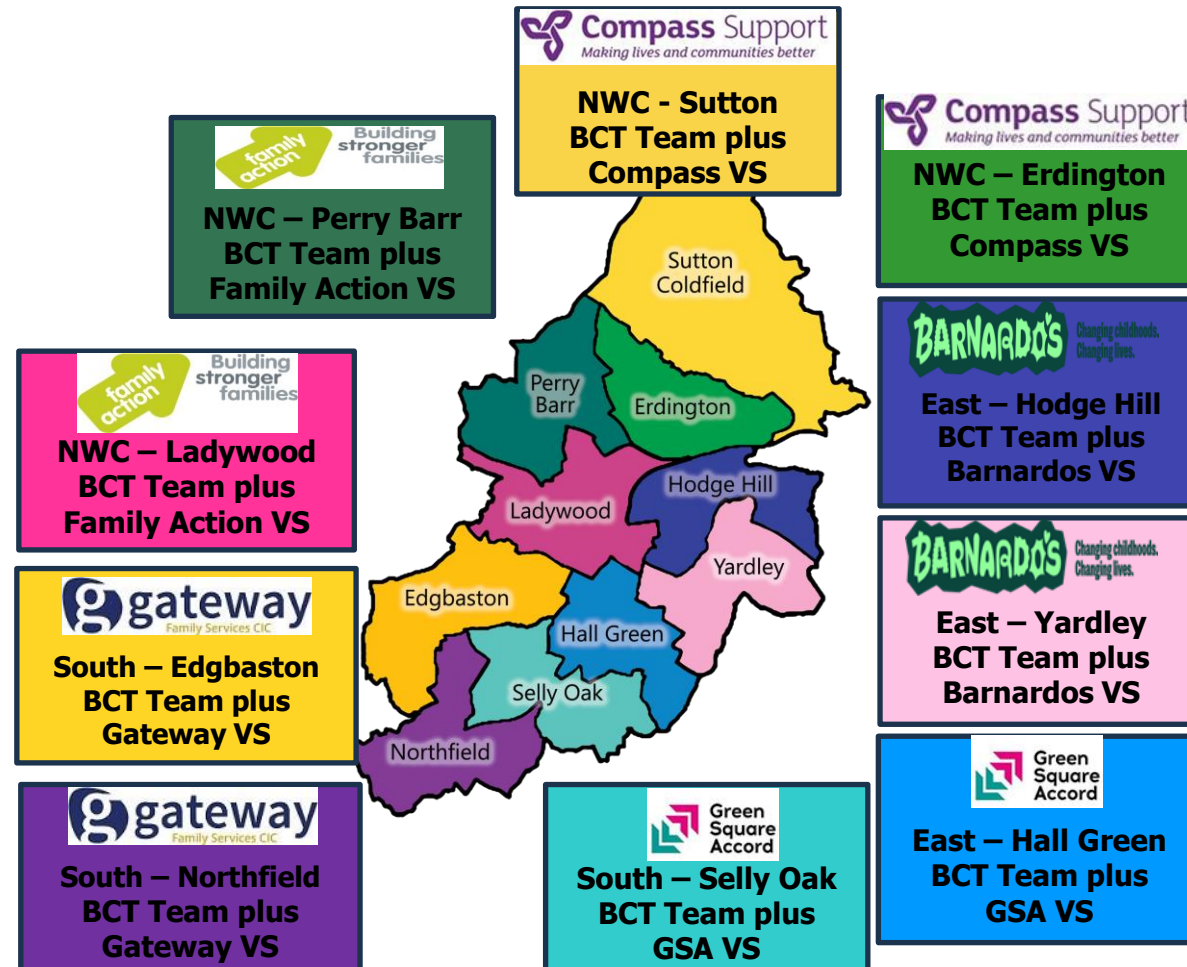 Compass Support
Making lives and communities better
NWC - Sutton
BCT Team plus
Compass VS
family
action
Building
stronger
families
NWC – Perry Barr
BCT Team plus
Family Action VS
Compass Support
Making lives and communities better
NWC – Erdington
BCT Team plus
Compass VS
family
action
Building
stronger
families
NWC – Ladywood
BCT Team plus
Family Action VS
BARNARDO'S
Changing childhoods.
Changing lives.
East – Hodge Hill
BCT Team plus
Barnardos VS
Sutton
Coldfield
Perry
Barr
Erdington
Hodge Hill
Ladywood
Yardley
Edgbaston
Hall Green
Selly Oak
Northfield
g gateway
Family Services CIC
South – Edgbaston
BCT Team plus
Gateway VS
BARNARDO'S
Changing childhoods.
Changing lives.
East – Yardley
BCT Team plus
Barnardos VS
g gateway
Family Services CIC
South – Northfield
BCT Team plus
Gateway VS
Green
Square
Accord
South – Selly Oak
BCT Team plus
GSA VS
Green
Square
Accord
East – Hall Green
BCT Team plus
GSA VS